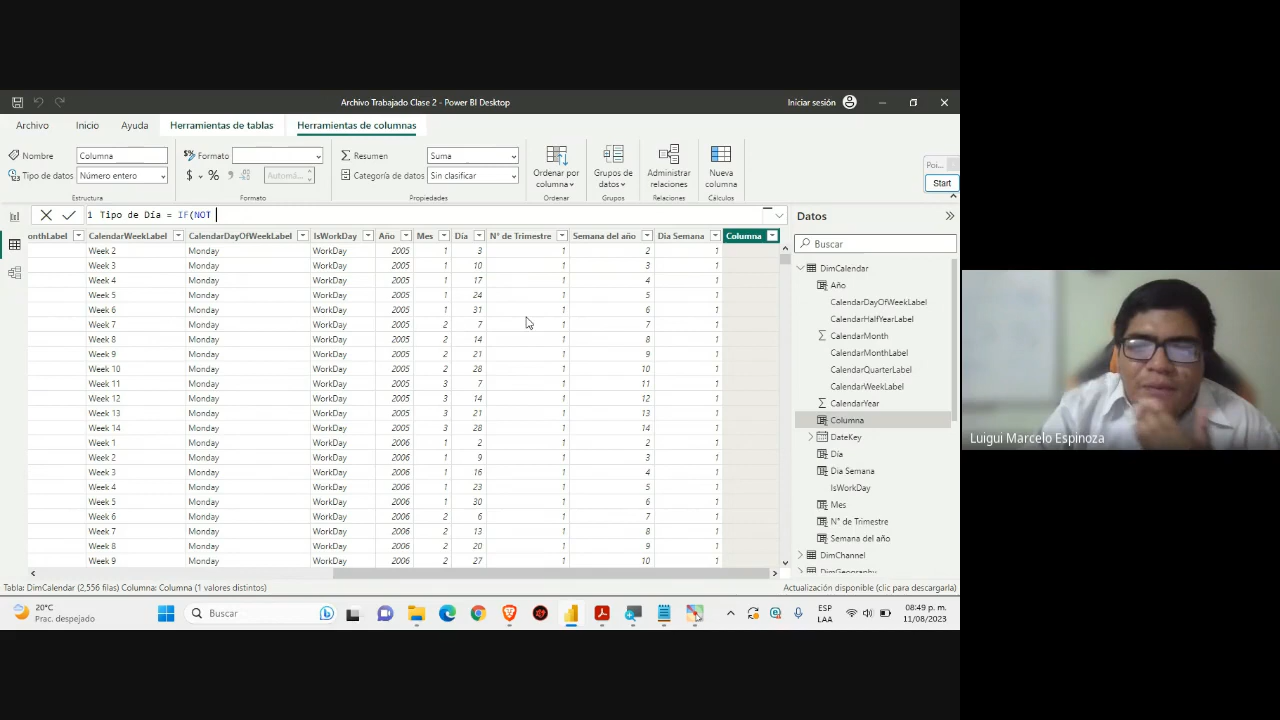 Archivo Trabajado Clase 2 - Power BI Desktop
Iniciar sesión
Archivo Inicio Ayuda Herramientas de tablas Herramientas de columnas
Nombre Columna
Tipo de datos Número entero
Estructura
Formato
$ % Automá...
Formato
Resumen Suma
Categoría de datos Sin clasificar
Propiedades
Ordenar por columna
Ordenar
Grupos de datos
Grupos
Administrar relaciones
Relaciones
Nueva columna
Cálculos
Poi...
Start
1 Tipo de Día = IF(NOT
onthLabel CalendarWeekLabel CalendarDayOfWeekLabel IsWorkDay Año Mes Día N° de Trimestre Semana del año Dia Semana Columna
Week 2 Monday WorkDay 2005 1 3 1 2 1
Week 3 Monday WorkDay 2005 1 10 1 3 1
Week 4 Monday WorkDay 2005 1 17 1 4 1
Week 5 Monday WorkDay 2005 1 24 1 5 1
Week 6 Monday WorkDay 2005 1 31 1 6 1
Week 7 Monday WorkDay 2005 2 7 1 7 1
Week 8 Monday WorkDay 2005 2 14 1 8 1
Week 9 Monday WorkDay 2005 2 21 1 9 1
Week 10 Monday WorkDay 2005 2 28 1 10 1
Week 11 Monday WorkDay 2005 3 7 1 11 1
Week 12 Monday WorkDay 2005 3 14 1 12 1
Week 13 Monday WorkDay 2005 3 21 1 13 1
Week 14 Monday WorkDay 2005 3 28 1 14 1
Week 1 Monday WorkDay 2006 1 2 1 2 1
Week 2 Monday WorkDay 2006 1 9 1 3 1
Week 3 Monday WorkDay 2006 1 16 1 4 1
Week 4 Monday WorkDay 2006 1 23 1 5 1
Week 5 Monday WorkDay 2006 1 30 1 6 1
Week 6 Monday WorkDay 2006 2 6 1 7 1
Week 7 Monday WorkDay 2006 2 13 1 8 1
Week 8 Monday WorkDay 2006 2 20 1 9 1
Week 9 Monday WorkDay 2006 2 27 1 10 1
Tabla: DimCalendar (2,556 filas) Columna: Columna (1 valores distintos)
Datos
Buscar
DimCalendar
Año
CalendarDayOfWeekLabel
CalendarHalfYearLabel
CalendarMonth
CalendarMonthLabel
CalendarQuarterLabel
CalendarWeekLabel
CalendarYear
Columna
DateKey
Día
Dia Semana
IsWorkDay
Mes
N° de Trimestre
Semana del año
DimChannel
DimGeography
Actualización disponible (clic para descargarla)
20°C
Prac. despejado
Buscar
ESP
LAA
08:49 p. m.
11/08/2023
Luigui Marcelo Espinoza